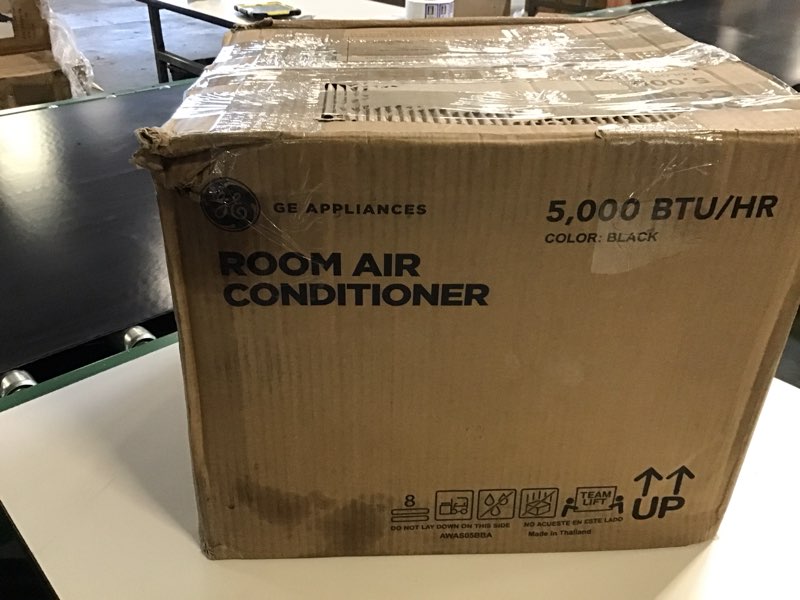 GE APPLIANCES
5,000 BTU/HR
COLOR: BLACK
ROOM AIR
CONDITIONER
8
TEAM
LIFT
UP
DO NOT LAY DOWN ON THIS SIDE
NO ACUESTE EN ESTE LADO
AWAS05BBA
Made in Thailand